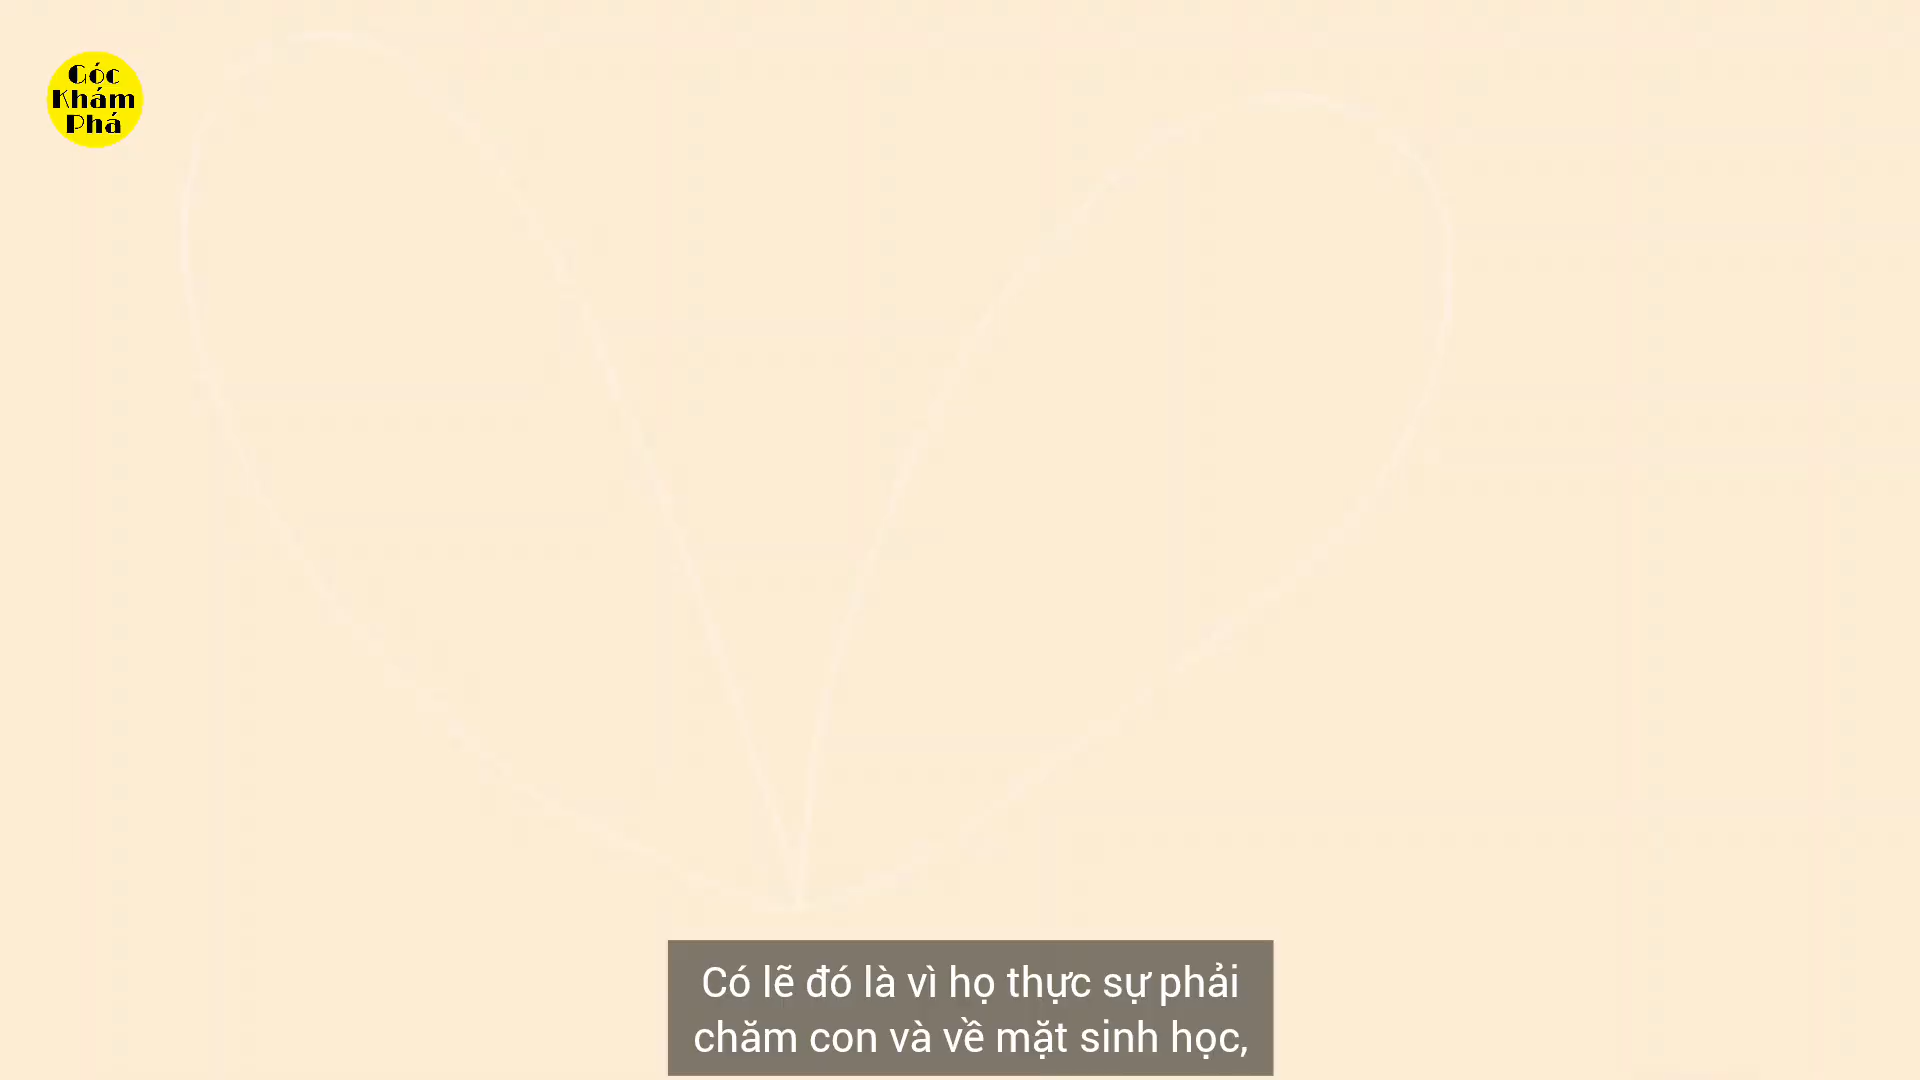 Góc
Khám
Phá
Có lẽ đó là vì họ thực sự phải
chăm con và về mặt sinh học,